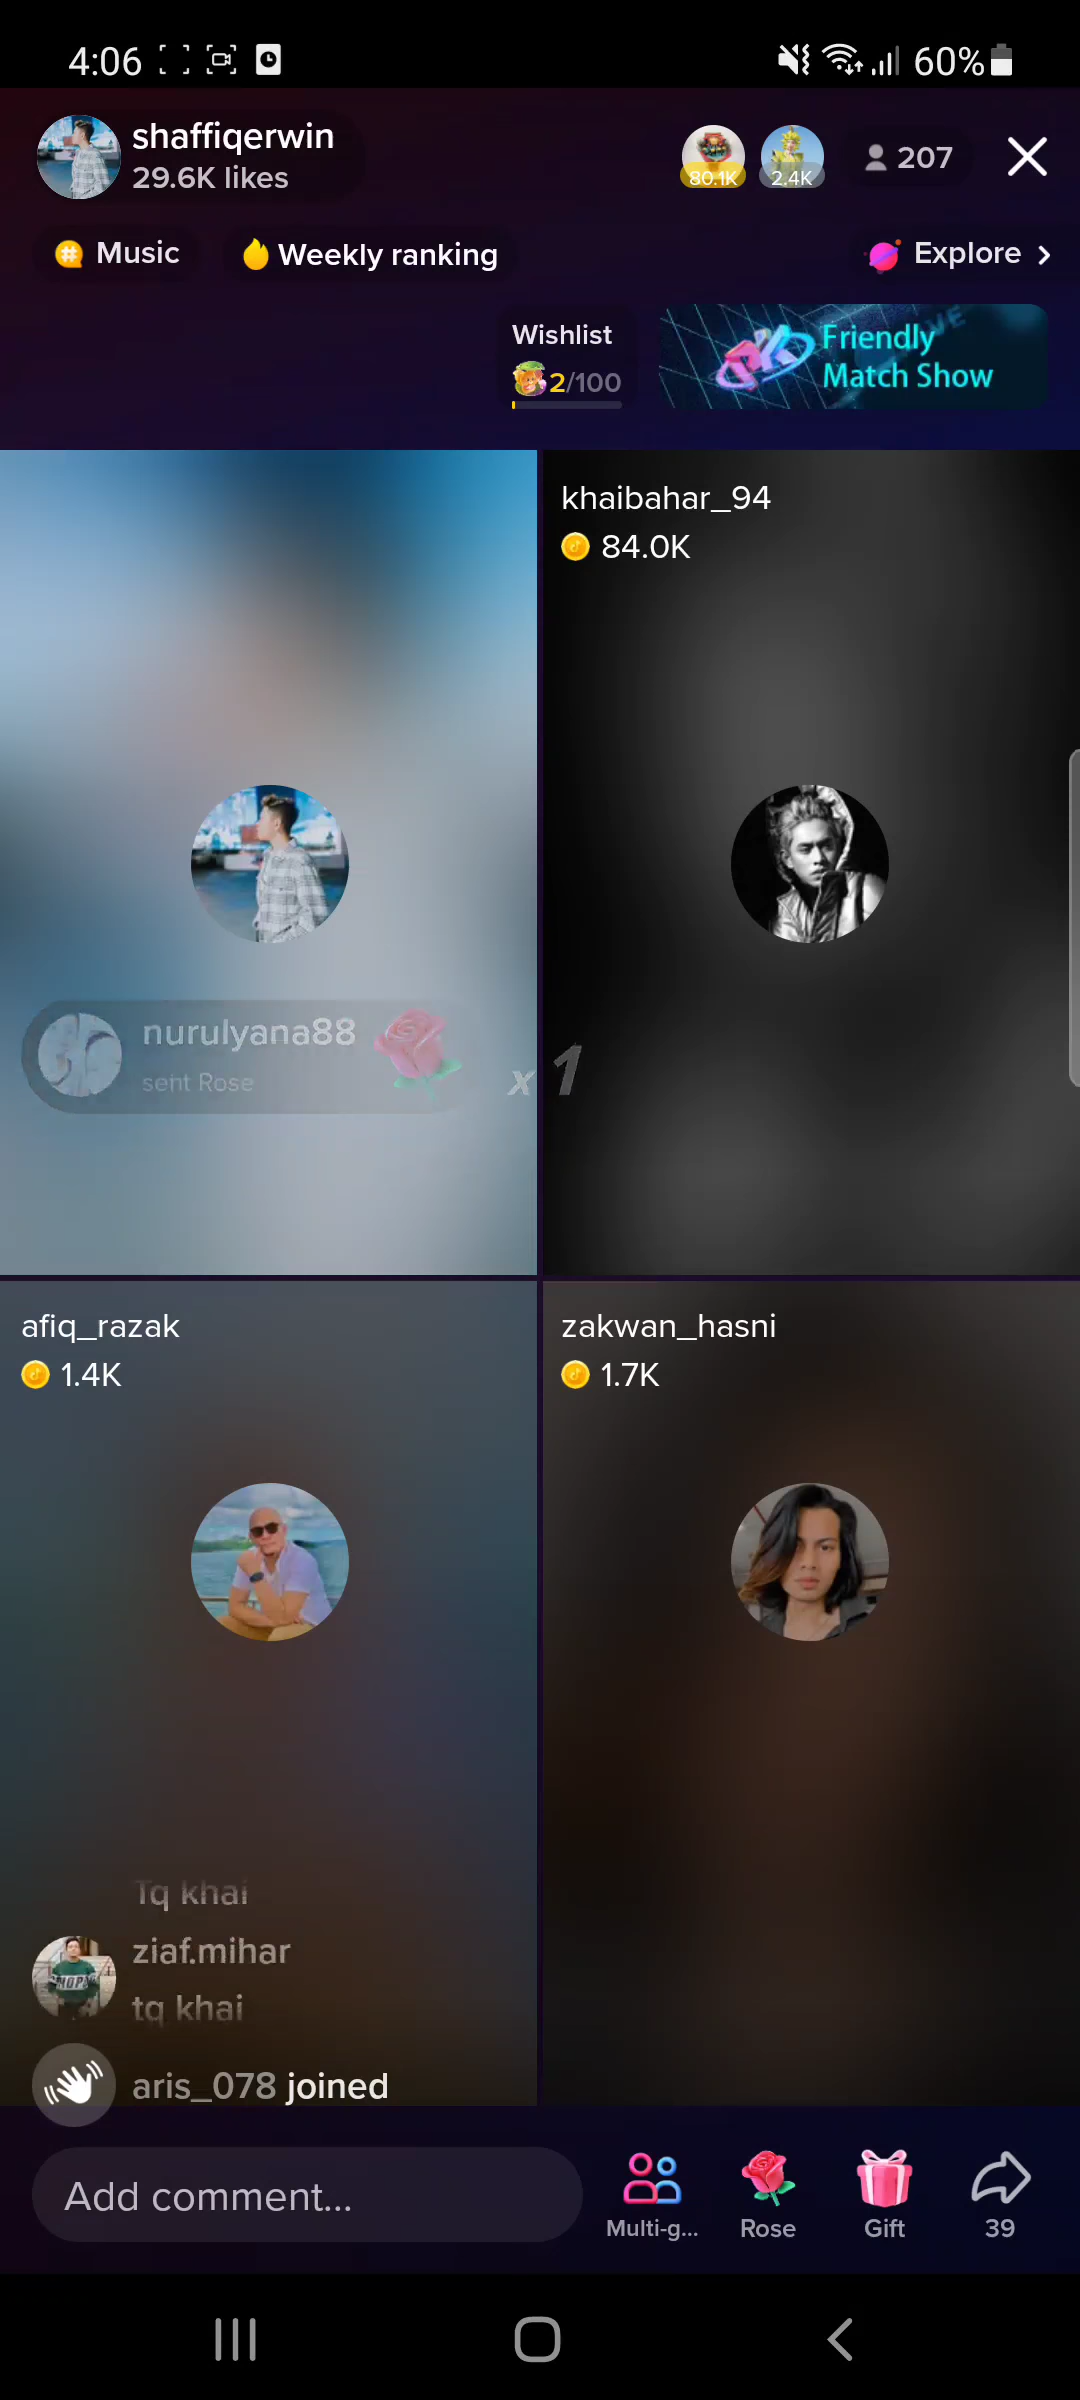 4:06
60%
shaffiqerwin
29.6K likes
80.1K
2.4K
207
Music
Weekly ranking
Explore
Wishlist
2/100
Friendly
Match Show
khaibahar_94
84.0K
nurulyana88
sent Rose
x1
afiq_razak
1.4K
zakwan_hasni
1.7K
Tq khai
ziaf.mihar
tq khai
aris_078 joined
Add comment...
Multi-g...
Rose
Gift
39